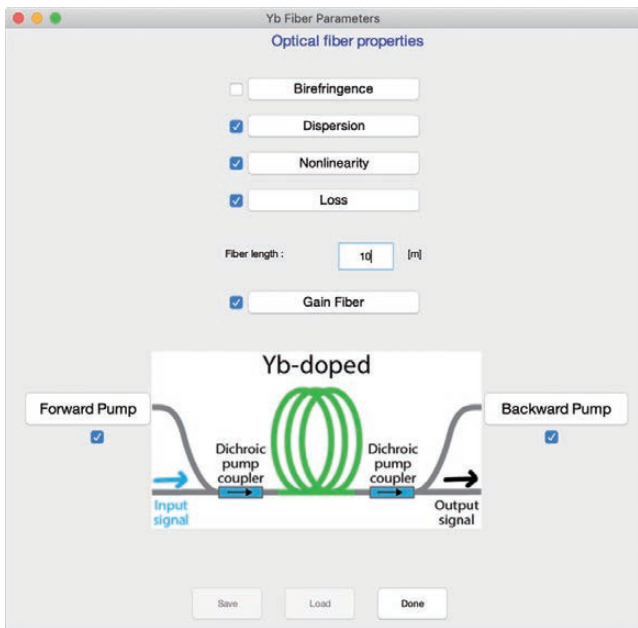 Yb Fiber Parameters
Optical fiber properties
Birefringence
Dispersion
Nonlinearity
Loss
Fiber length : 10 [m]
Gain Fiber
Yb-doped
Forward Pump
Backward Pump
Dichroic
pump
coupler
Dichroic
pump
coupler
Input
signal
Output
signal
Save Load Done